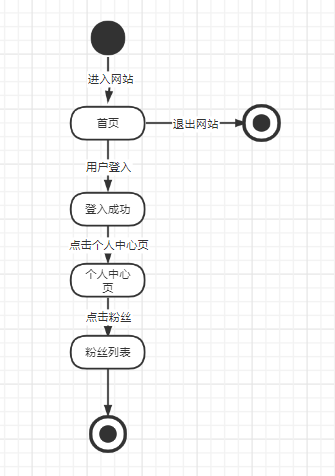 进入网站
首页
退出网站
用户登入
登入成功
点击个人中心页
个人中心
页
点击粉丝
粉丝列表